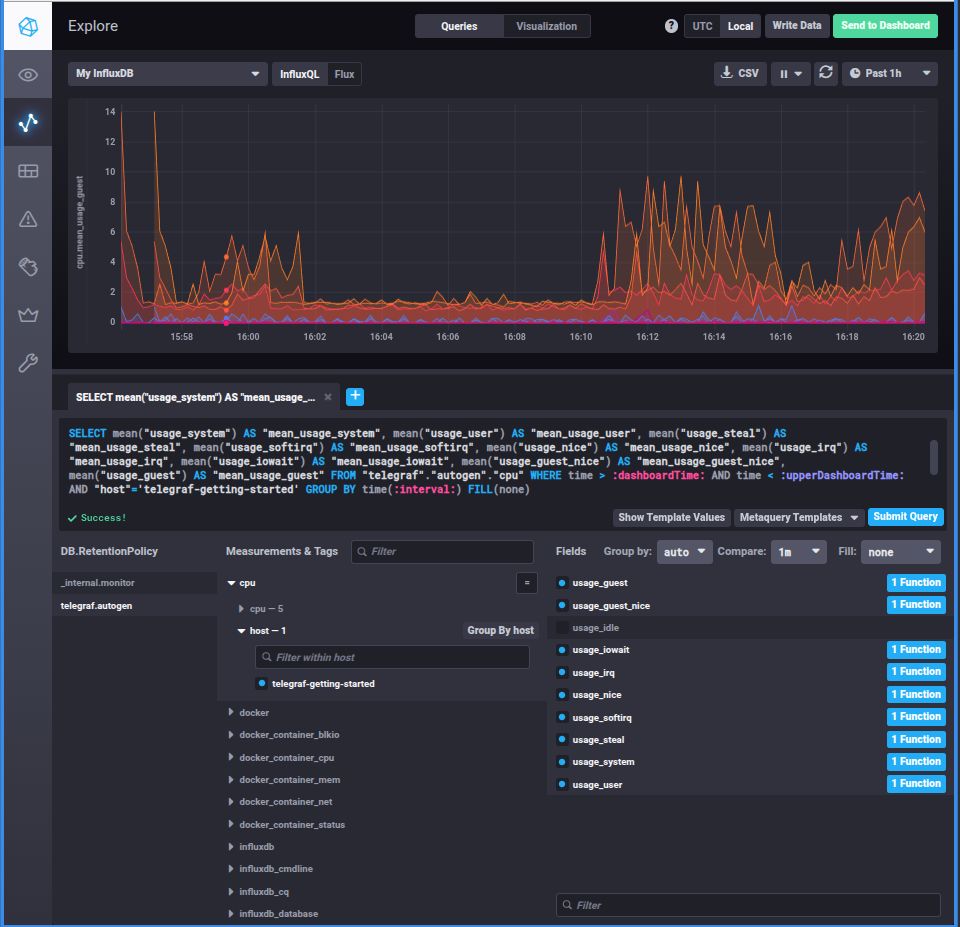 Explore
Queries Visualization
? UTC Local Write Data Send to Dashboard
My InfluxDB InfluxQL Flux
CSV Past 1h
cpu.mean_usage_guest
14
12
10
8
6
4
2
0
15:58 16:00 16:02 16:04 16:06 16:08 16:10 16:12 16:14 16:16 16:18 16:20
SELECT mean("usage_system") AS "mean_usage_... × +
SELECT mean("usage_system") AS "mean_usage_system", mean("usage_user") AS "mean_usage_user", mean("usage_steal") AS
"mean_usage_steal", mean("usage_softirq") AS "mean_usage_softirq", mean("usage_nice") AS "mean_usage_nice", mean("usage_irq") AS
"mean_usage_irq", mean("usage_iowait") AS "mean_usage_iowait", mean("usage_guest_nice") AS "mean_usage_guest_nice",
mean("usage_guest") AS "mean_usage_guest" FROM "telegraf"."autogen"."cpu" WHERE time > :dashboardTime: AND time < :upperDashboardTime:
AND "host"='telegraf-getting-started' GROUP BY time(:interval:) FILL(none)
Success!
Show Template Values Metaquery Templates Submit Query
DB.RetentionPolicy
_internal.monitor
telegraf.autogen
Measurements & Tags Filter
cpu =
cpu — 5
host — 1 Group By host
Filter within host
telegraf-getting-started
docker
docker_container_blkio
docker_container_cpu
docker_container_mem
docker_container_net
docker_container_status
influxdb
influxdb_cmdline
influxdb_cq
influxdb_database
Fields Group by: auto Compare: 1m Fill: none
usage_guest 1 Function
usage_guest_nice 1 Function
usage_idle
usage_iowait 1 Function
usage_irq 1 Function
usage_nice 1 Function
usage_softirq 1 Function
usage_steal 1 Function
usage_system 1 Function
usage_user 1 Function
Filter